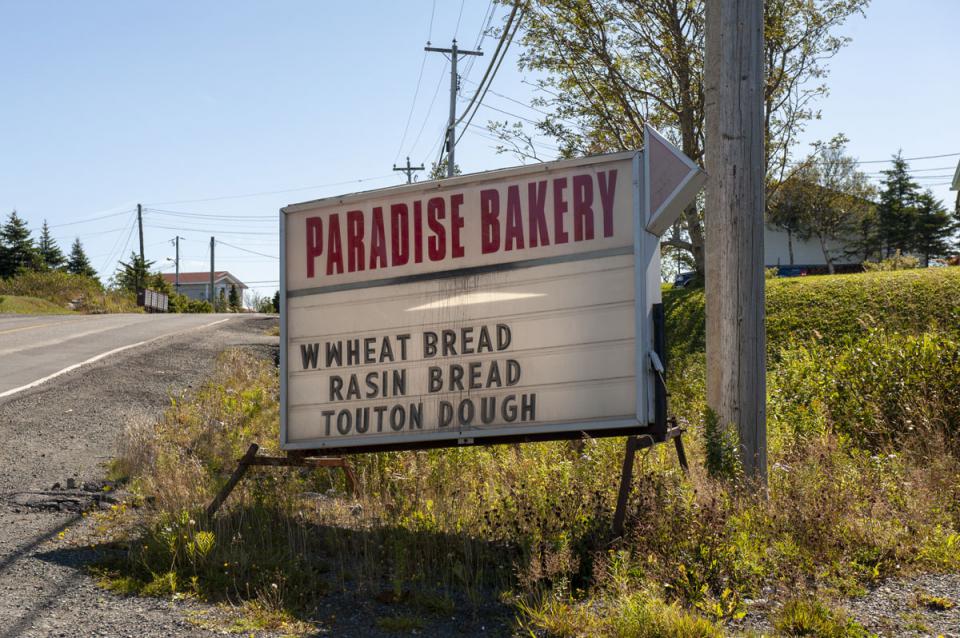 PARADISE BAKERY
WWHEAT BREAD
RASIN BREAD
TOUTON DOUGH